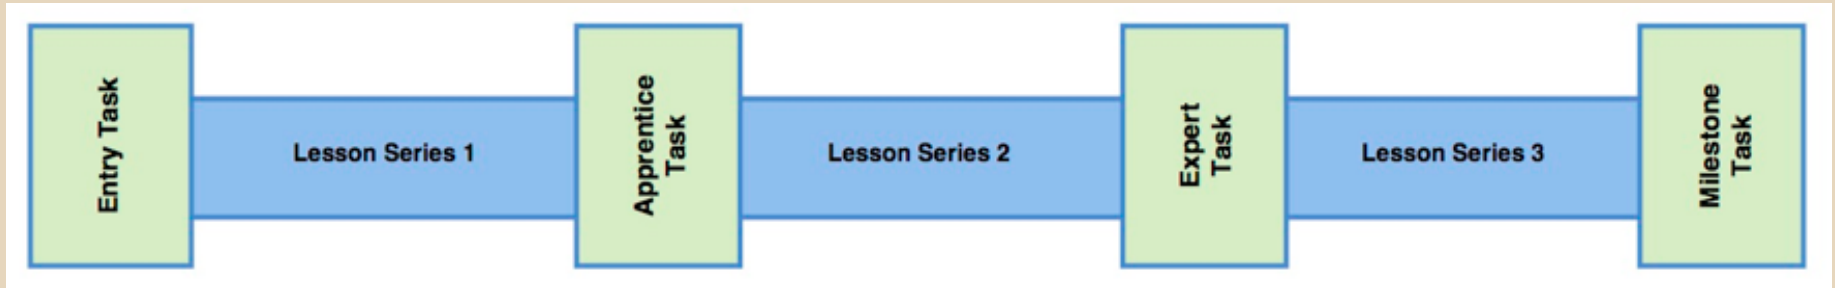 Entry Task
Lesson Series 1
Apprentice
Task
Lesson Series 2
Expert
Task
Lesson Series 3
Milestone
Task